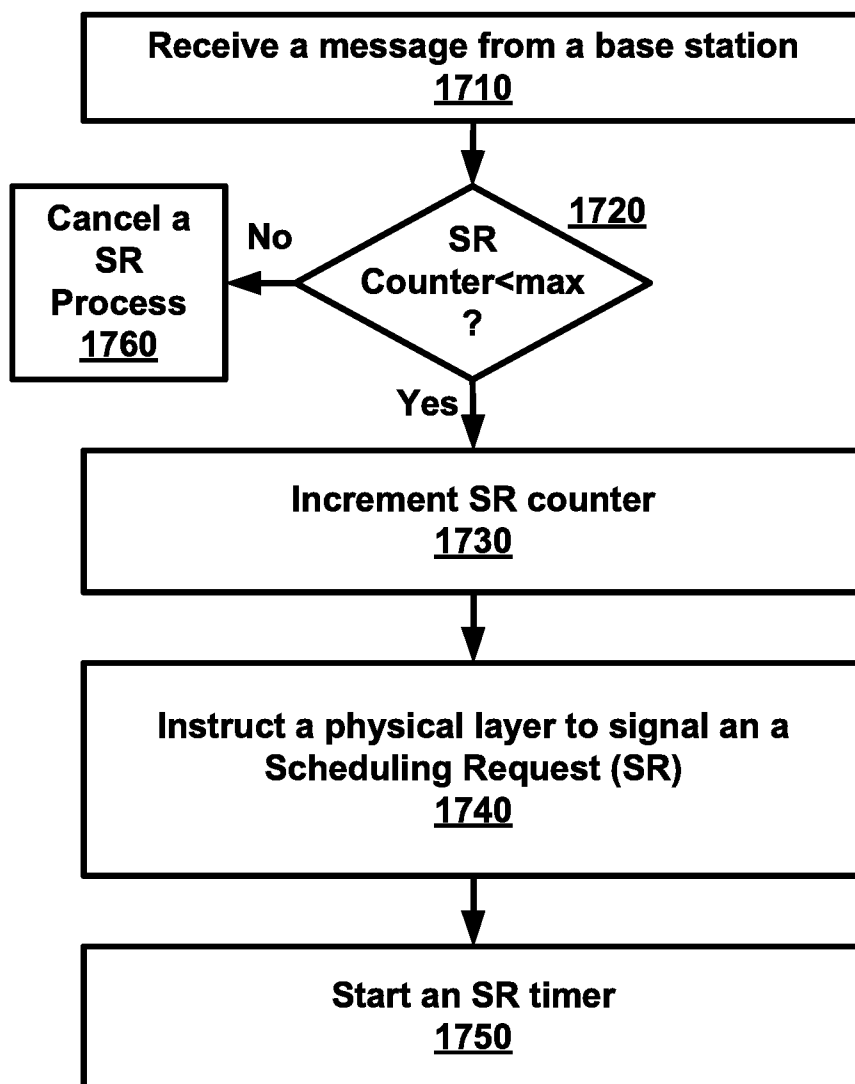 Receive a message from a base station
1710
1720
SR
Counter<max
?
No
Cancel a
SR
Process
1760
Yes
Increment SR counter
1730
Instruct a physical layer to signal an a
Scheduling Request (SR)
1740
Start an SR timer
1750